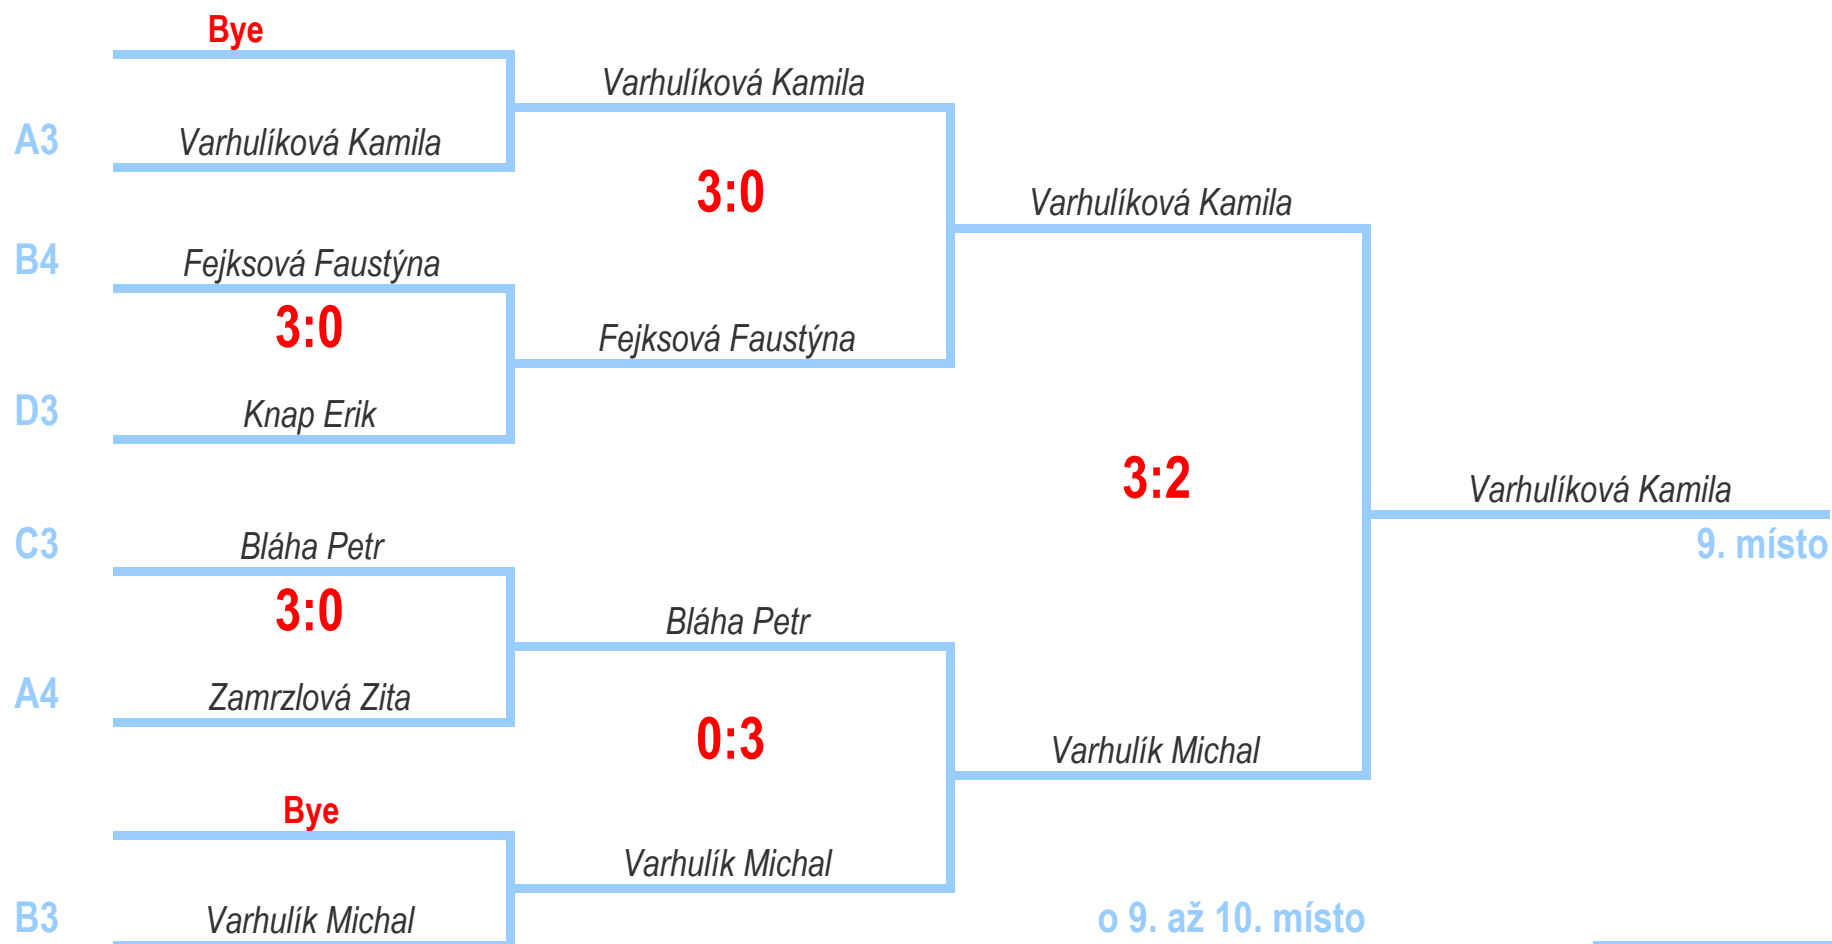 Bye
Varhulíková Kamila
A3
Varhulíková Kamila
3:0
Varhulíková Kamila
B4
Fejksová Faustýna
3:0
Fejksová Faustýna
D3
Knap Erik
3:2
Varhulíková Kamila
C3
Bláha Petr
9. místo
3:0
Bláha Petr
A4
Zamrzlová Zita
0:3
Varhulík Michal
Bye
Varhulík Michal
B3
Varhulík Michal
o 9. až 10. místo